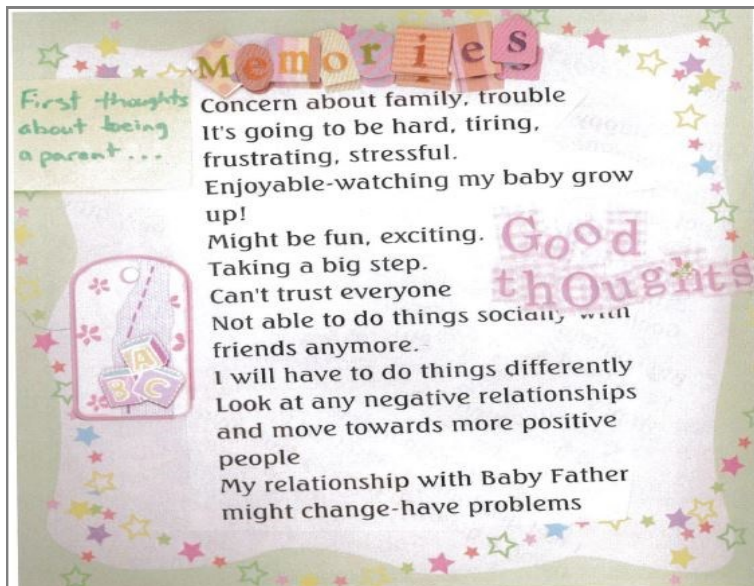 Memories
First thoughts
about being
a parent...
Concern about family, trouble
It's going to be hard, tiring,
frustrating, stressful.
Enjoyable-watching my baby grow
up!
Might be fun, exciting.
Taking a big step.
Can't trust everyone
Not able to do things socially with
friends anymore.
I will have to do things differently
Look at any negative relationships
and move towards more positive
people
My relationship with Baby Father
might change-have problems
Good
thoughts
A
B C